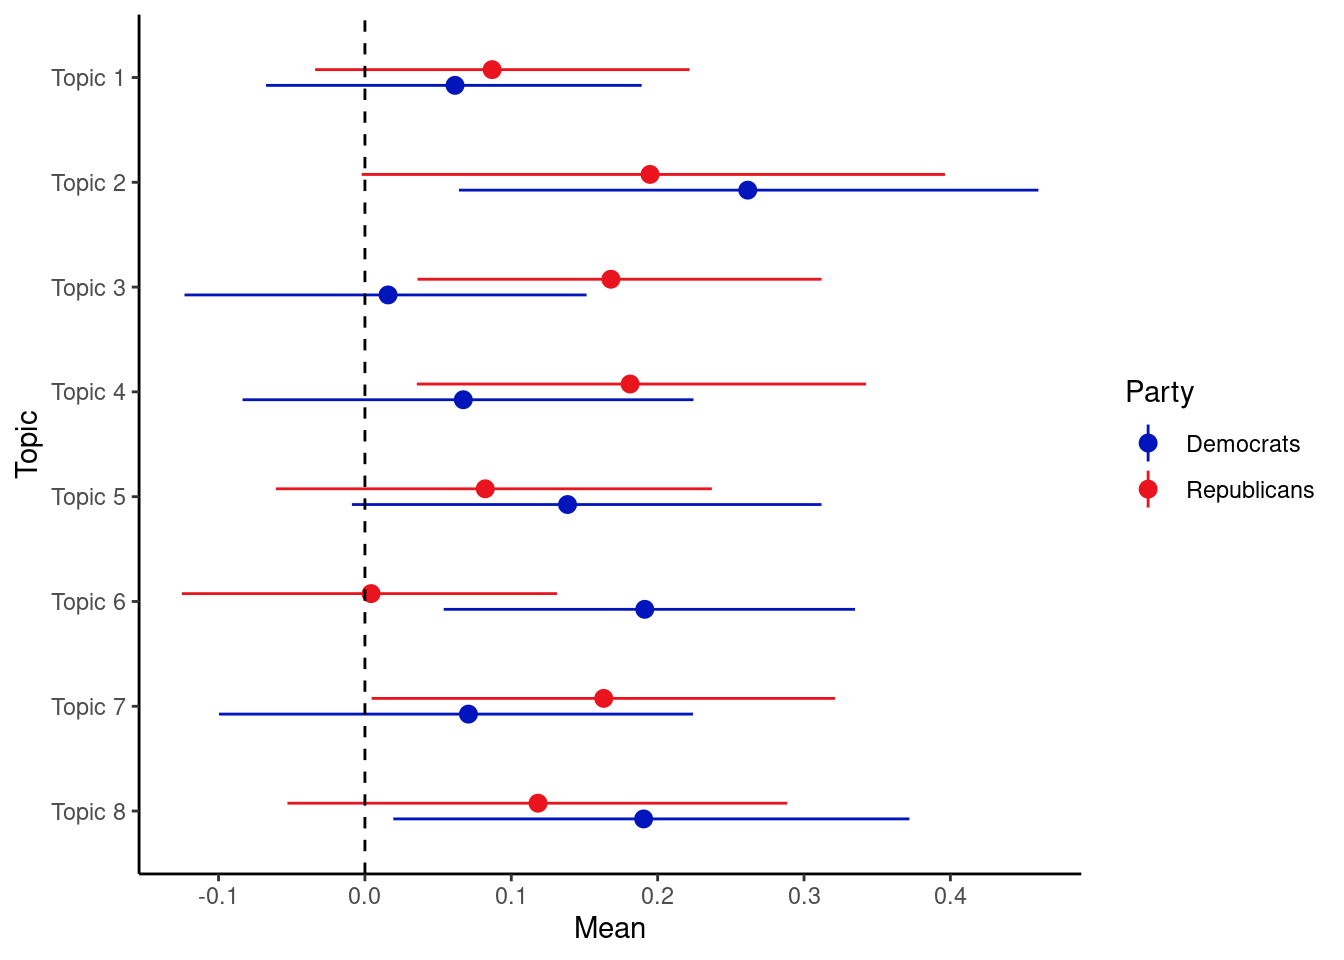 Topic 1
Topic 2
Topic 3
Topic 4
Topic 5
Topic 6
Topic 7
Topic 8
Topic
-0.1
0.0
0.1
0.2
0.3
0.4
Mean
Party
Democrats
Republicans